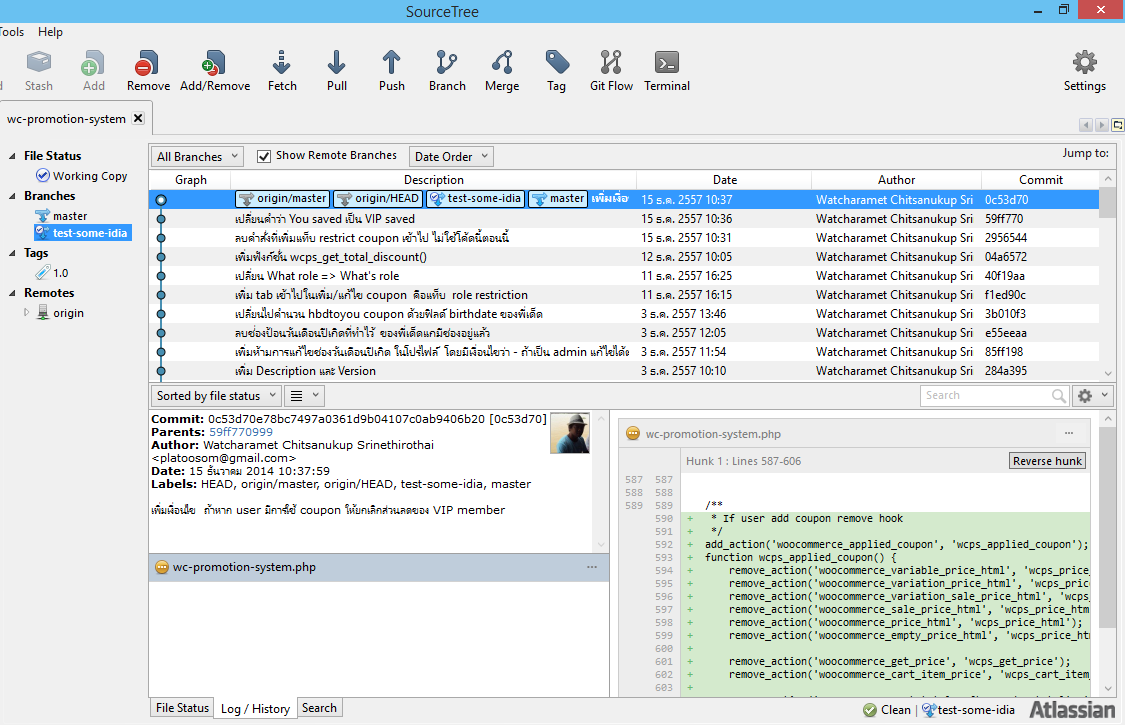 SourceTree
Tools Help
Stash Add Remove Add/Remove Fetch Pull Push Branch Merge Tag Git Flow Terminal Settings
wc-promotion-system
File Status
Working Copy
Branches
master
test-some-idia
Tags
1.0
Remotes
origin
All Branches Show Remote Branches Date Order Jump to:
Graph Description Date Author Commit
origin/master origin/HEAD test-some-idia master เพิ่มเงื่อน 15 ธ.ค. 2557 10:37 Watcharamet Chitsanukup Sri 0c53d70
เปลี่ยนคำว่า You saved เป็น VIP saved 15 ธ.ค. 2557 10:36 Watcharamet Chitsanukup Sri 59ff770
ลบคำสั่งที่เพิ่มแท็บ restrict coupon เข้าไป ไม่ใช้โค้ดนี้ตอนนี้ 15 ธ.ค. 2557 10:31 Watcharamet Chitsanukup Sri 2956544
เพิ่มฟังก์ชั่น wcps_get_total_discount() 12 ธ.ค. 2557 10:05 Watcharamet Chitsanukup Sri 04a6572
เปลี่ยน What role => What's role 11 ธ.ค. 2557 16:25 Watcharamet Chitsanukup Sri 40f19aa
เพิ่ม tab เข้าไปในเพิ่ม/แก้ไข coupon คือแท็บ role restriction 11 ธ.ค. 2557 16:15 Watcharamet Chitsanukup Sri f1ed90c
เปลี่ยนไปคำนวน hbdtoyou coupon ด้วยฟิลด์ birthdate ของพี่เด็ด 3 ธ.ค. 2557 13:46 Watcharamet Chitsanukup Sri 3b010f3
ลบช่องป้อนวันเดือนปีเกิดที่ทำไว้ ของพี่เด็ดแกมีช่องอยู่แล้ว 3 ธ.ค. 2557 12:05 Watcharamet Chitsanukup Sri e55eeaa
เพิ่มห้ามการแก้ไขช่องวันเดือนปีเกิด ในโปรไฟล์ โดยมีเงื่อนไขว่า - ถ้าเป็น admin แก้ไขได้ต 3 ธ.ค. 2557 11:54 Watcharamet Chitsanukup Sri 85ff198
เพิ่ม Description และ Version 3 ธ.ค. 2557 10:10 Watcharamet Chitsanukup Sri 284a395
Sorted by file status Search
Commit: 0c53d70e78bc7497a0361d9b04107c0ab9406b20 [0c53d70]
Parents: 59ff770999
Author: Watcharamet Chitsanukup Srinethirothai
<platoosom@gmail.com>
Date: 15 ธันวาคม 2014 10:37:59
Labels: HEAD, origin/master, origin/HEAD, test-some-idia, master
เพิ่มเงื่อนไข ถ้าหาก user มีการใช้ coupon ให้ยกเลิกส่วนลดของ VIP member
wc-promotion-system.php
wc-promotion-system.php
Hunk 1 : Lines 587-606 Reverse hunk
587 587
588 588
589 589 /**
590 + * If user add coupon remove hook
591 + */
592 + add_action('woocommerce_applied_coupon', 'wcps_applied_coupon');
593 + function wcps_applied_coupon() {
594 + remove_action('woocommerce_variable_price_html', 'wcps_price_
595 + remove_action('woocommerce_variation_price_html', 'wcps_price
596 + remove_action('woocommerce_variation_sale_price_html', 'wcps_
597 + remove_action('woocommerce_sale_price_html', 'wcps_price_htm
598 + remove_action('woocommerce_price_html', 'wcps_price_html');
599 + remove_action('woocommerce_empty_price_html', 'wcps_price_htm
600 +
601 + remove_action('woocommerce_get_price', 'wcps_get_price');
602 + remove_action('woocommerce_cart_item_price', 'wcps_cart_item_
603 +
File Status Log / History Search
Clean test-some-idia Atlassian